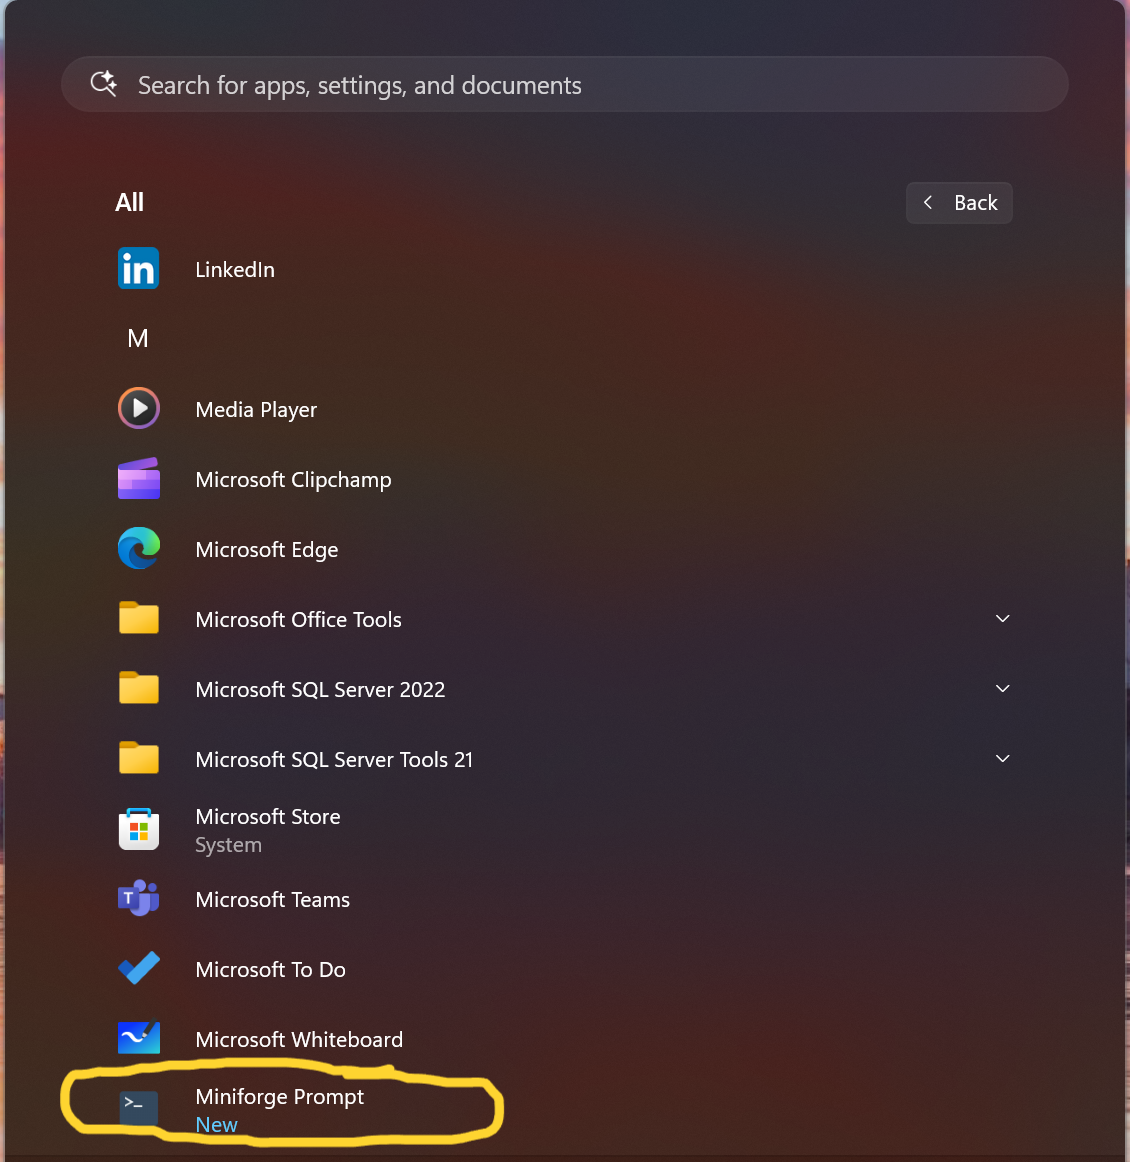 Search for apps, settings, and documents
All
Back
in
LinkedIn
M
Media Player
Microsoft Clipchamp
Microsoft Edge
Microsoft Office Tools
Microsoft SQL Server 2022
Microsoft SQL Server Tools 21
Microsoft Store
System
T
Microsoft Teams
Microsoft To Do
Microsoft Whiteboard
>_
Miniforge Prompt
New